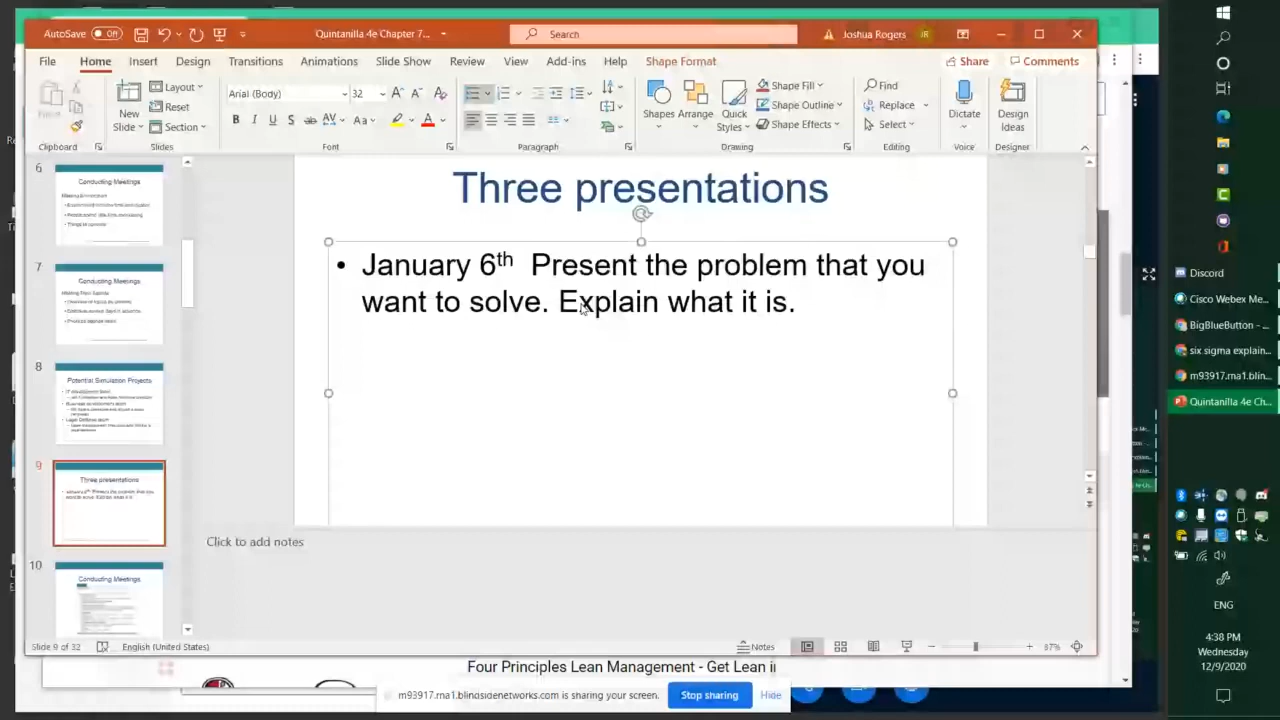 AutoSave Off Quintanilla 4e Chapter 7... Search Joshua Rogers JR
File Home Insert Design Transitions Animations Slide Show Review View Add-ins Help Shape Format Share Comments
New Slide Layout Reset Section
Arial (Body) 32
Shapes Arrange Quick Styles Shape Fill Shape Outline Shape Effects
Find Replace Select
Dictate Design Ideas
Clipboard Slides Font Paragraph Drawing Editing Voice Designer
6 Conducting Meetings
7 Conducting Meetings
8 Potential Simulation Projects
9 Three presentations
10 Conducting Meetings
Three presentations
• January 6th Present the problem that you
want to solve. Explain what it is.
Click to add notes
Slide 9 of 32 English (United States) Notes 87%
Four Principles Lean Management - Get Lean i
m93917.rna1.blindsidenetworks.com is sharing your screen. Stop sharing Hide
Discord
Cisco Webex Me...
BigBlueButton - ...
six sigma explain...
m93917.rna1.blin...
Quintanilla 4e Ch...
ENG
4:38 PM
Wednesday
12/9/2020